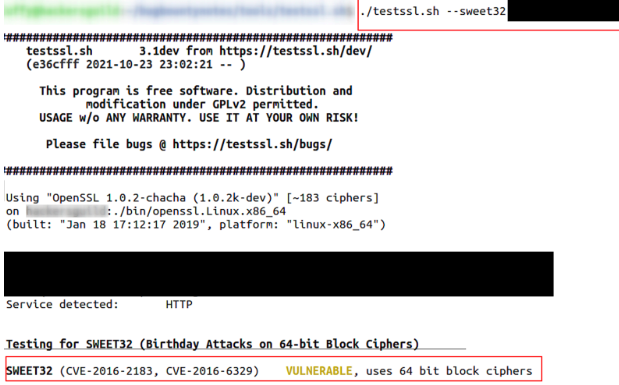 ./testssl.sh --sweet32
###########################################################
testssl.sh 3.1dev from https://testssl.sh/dev/
(e36cfff 2021-10-23 23:02:21 -- )
This program is free software. Distribution and
modification under GPLv2 permitted.
USAGE w/o ANY WARRANTY. USE IT AT YOUR OWN RISK!
Please file bugs @ https://testssl.sh/bugs/
###########################################################
Using "OpenSSL 1.0.2-chacha (1.0.2k-dev)" [~183 ciphers]
on :./bin/openssl.Linux.x86_64
(built: "Jan 18 17:12:17 2019", platform: "linux-x86_64")
Service detected: HTTP
Testing for SWEET32 (Birthday Attacks on 64-bit Block Ciphers)
SWEET32 (CVE-2016-2183, CVE-2016-6329) VULNERABLE, uses 64 bit block ciphers